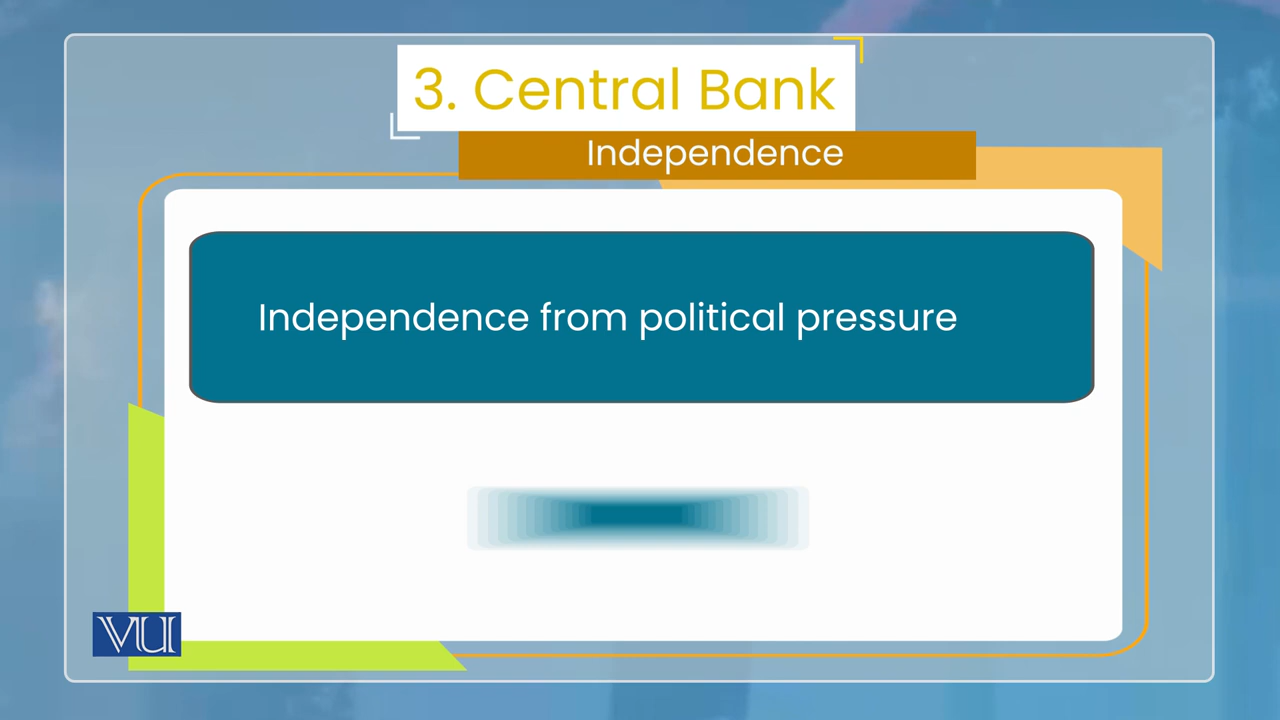 3. Central Bank
Independence
Independence from political pressure
VU